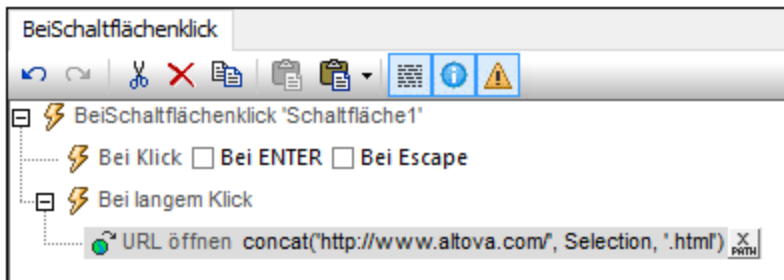 BeiSchaltflächenklick
BeiSchaltflächenklick 'Schaltfläche1'
Bei Klick Bei ENTER Bei Escape
Bei langem Klick
URL öffnen concat('http://www.altova.com/', Selection, '.html') X PATH